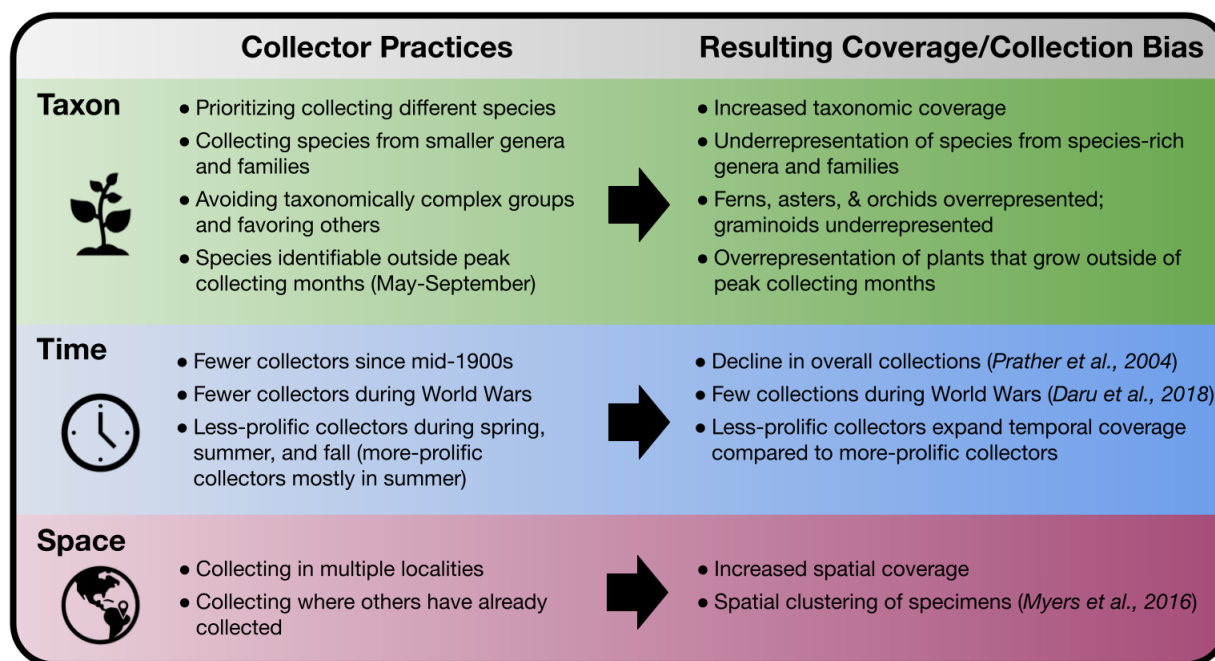 Collector Practices
Resulting Coverage/Collection Bias
Taxon
● Prioritizing collecting different species
● Collecting species from smaller genera
and families
● Avoiding taxonomically complex groups
and favoring others
● Species identifiable outside peak
collecting months (May-September)
● Increased taxonomic coverage
● Underrepresentation of species from species-rich
genera and families
● Ferns, asters, & orchids overrepresented;
graminoids underrepresented
● Overrepresentation of plants that grow outside of
peak collecting months
Time
● Fewer collectors since mid-1900s
● Fewer collectors during World Wars
● Less-prolific collectors during spring,
summer, and fall (more-prolific
collectors mostly in summer)
● Decline in overall collections (Prather et al., 2004)
● Few collections during World Wars (Daru et al., 2018)
● Less-prolific collectors expand temporal coverage
compared to more-prolific collectors
Space
● Collecting in multiple localities
● Collecting where others have already
collected
● Increased spatial coverage
● Spatial clustering of specimens (Myers et al., 2016)